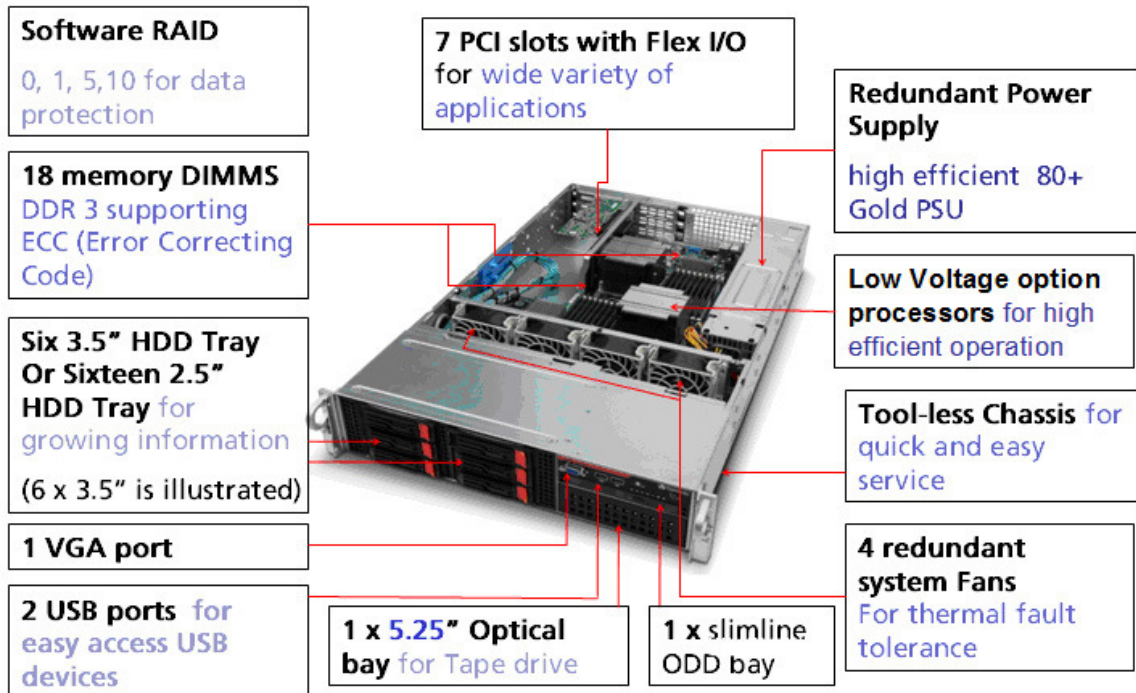 Software RAID
0, 1, 5,10 for data
protection
7 PCI slots with Flex I/O
for wide variety of
applications
Redundant Power
Supply
high efficient 80+
Gold PSU
18 memory DIMMS
DDR 3 supporting
ECC (Error Correcting
Code)
Low Voltage option
processors for high
efficient operation
Six 3.5" HDD Tray
Or Sixteen 2.5"
HDD Tray for
growing information
(6 x 3.5" is illustrated)
Tool-less Chassis for
quick and easy
service
1 VGA port
4 redundant
system Fans
For thermal fault
tolerance
2 USB ports for
easy access USB
devices
1 x 5.25" Optical
bay for Tape drive
1 x slimline
ODD bay